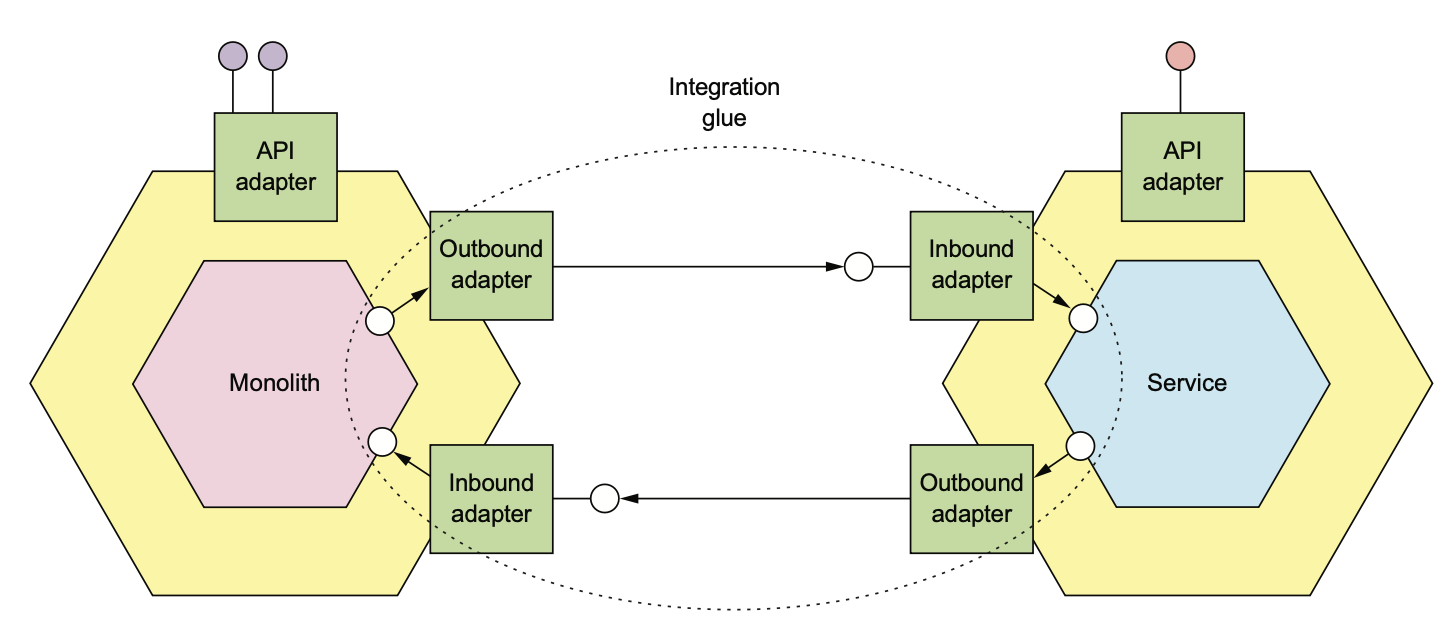 Integration
glue
API
adapter
API
adapter
Outbound
adapter
Inbound
adapter
Monolith
Service
Inbound
adapter
Outbound
adapter